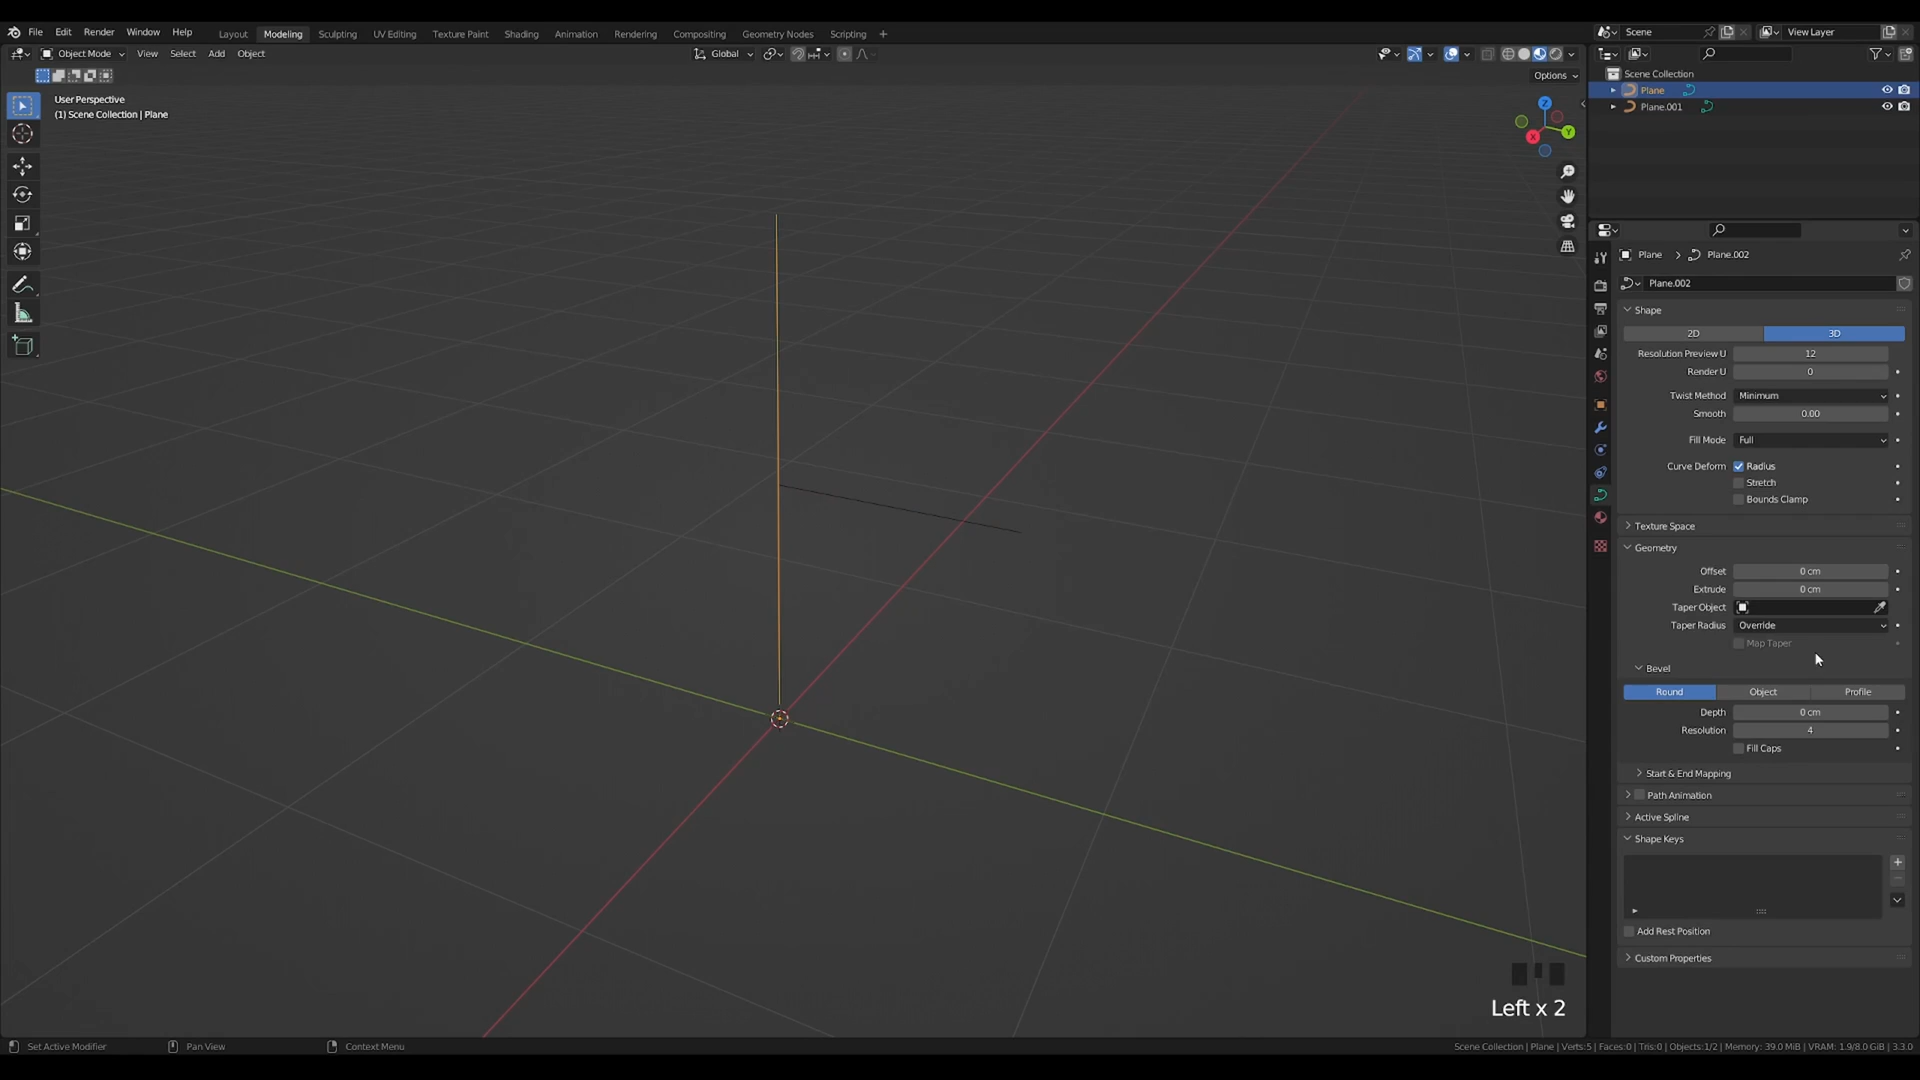 File Edit Render Window Help Layout Modeling Sculpting UV Editing Texture Paint Shading Animation Rendering Compositing Geometry Nodes Scripting + Scene View Layer
Object Mode View Select Add Object Global
Options
User Perspective
(1) Scene Collection | Plane
Z
Y
X
Scene Collection
Plane
Plane.001
Plane > Plane.002
Plane.002
Shape
2D 3D
Resolution Preview U 12
Render U 0
Twist Method Minimum
Smooth 0.00
Fill Mode Full
Curve Deform Radius
Stretch
Bounds Clamp
Texture Space
Geometry
Offset 0 cm
Extrude 0 cm
Taper Object
Taper Radius Override
Map Taper
Bevel
Round Object Profile
Depth 0 cm
Resolution 4
Fill Caps
Start & End Mapping
Path Animation
Active Spline
Shape Keys
Add Rest Position
Custom Properties
Left x 2
Set Active Modifier Pan View Context Menu Scene Collection | Plane | Verts:5 | Faces:0 | Tris:0 | Objects:1/2 | Memory: 39.0 MiB | VRAM: 1.9/8.0 GiB | 3.3.0